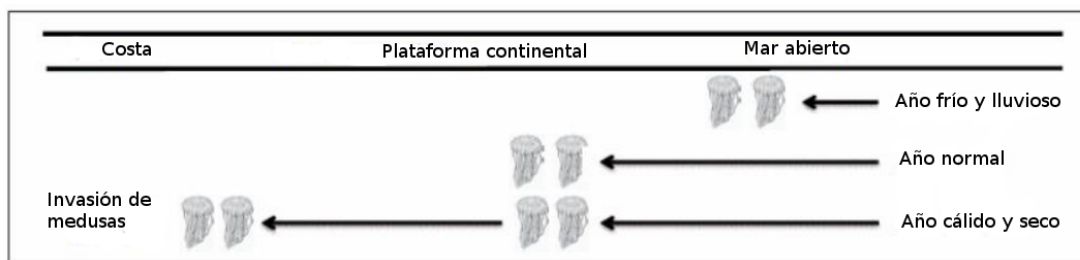 Costa Plataforma continental Mar abierto
Año frío y lluvioso
Año normal
Invasión de
medusas
Año cálido y seco